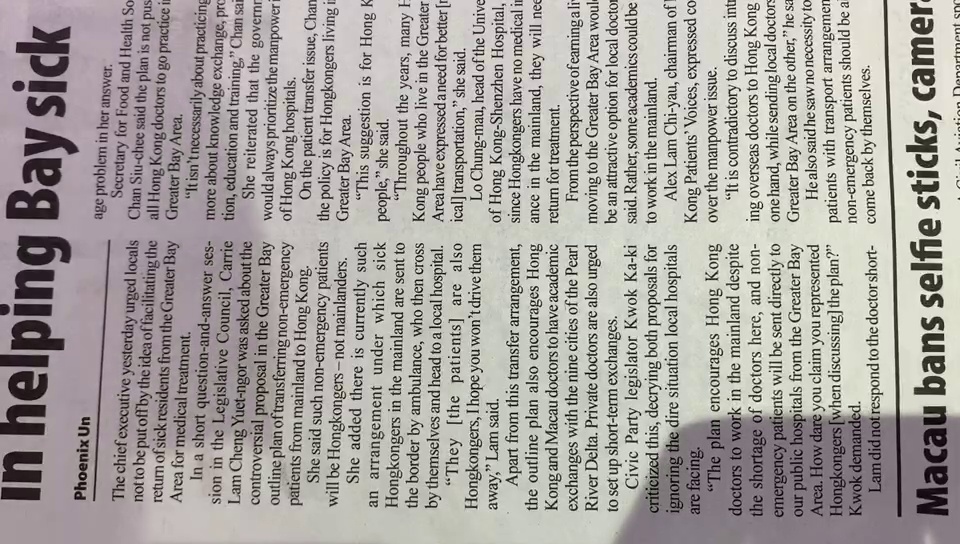 In helping Bay sick
Phoenix Un
The chief executive yesterday urged locals
not to be put off by the idea of facilitating the
return of sick residents from the Greater Bay
Area for medical treatment.
In a short question-and-answer ses-
sion in the Legislative Council, Carrie
Lam Cheng Yuet-ngor was asked about the
controversial proposal in the Greater Bay
outline plan of transferring non-emergency
patients from mainland to Hong Kong.
She said such non-emergency patients
will be Hongkongers – not mainlanders.
She added there is currently such
an arrangement under which sick
Hongkongers in the mainland are sent to
the border by ambulance, who then cross
by themselves and head to a local hospital.
"They [the patients] are also
Hongkongers, I hope you won't drive them
away," Lam said.
Apart from this transfer arrangement,
the outline plan also encourages Hong
Kong and Macau doctors to have academic
exchanges with the nine cities of the Pearl
River Delta. Private doctors are also urged
to set up short-term exchanges.
Civic Party legislator Kwok Ka-ki
criticized this, decrying both proposals for
ignoring the dire situation local hospitals
are facing.
"The plan encourages Hong Kong
doctors to work in the mainland despite
the shortage of doctors here, and non-
emergency patients will be sent directly to
our public hospitals from the Greater Bay
Area. How dare you claim you represented
Hongkongers [when discussing] the plan?"
Kwok demanded.
Lam did not respond to the doctor short-
age problem in her answer.
Secretary for Food and Health So
Chan Siu-chee said the plan is not pus
all Hong Kong doctors to go practice i
Greater Bay Area.
"It isn't necessarily about practicing
more about knowledge exchange, pro
tion, education and training," Chan sai
She reiterated that the governm
would always prioritize the manpower i
of Hong Kong hospitals.
On the patient transfer issue, Chan
the policy is for Hongkongers living i
Greater Bay Area.
"This suggestion is for Hong K
people," she said.
"Throughout the years, many H
Kong people who live in the Greater
Area have expressed a need for better [
ical] transportation," she said.
Lo Chung-mau, head of the Unive
of Hong Kong-Shenzhen Hospital,
since Hongkongers have no medical in
ance in the mainland, they will nee
return for treatment.
From the perspective of earning a li
moving to the Greater Bay Area woul
be an attractive option for local doctor
said. Rather, some academics could be
to work in the mainland.
Alex Lam Chi-yau, chairman of
Kong Patients' Voices, expressed co
over the manpower issue.
"It is contradictory to discuss int
ing overseas doctors to Hong Kong
one hand, while sending local doctors
Greater Bay Area on the other," he sa
He also said he saw no necessity to
patients with transport arrangemen
non-emergency patients should be a
come back by themselves.
Macau bans selfie sticks, camer